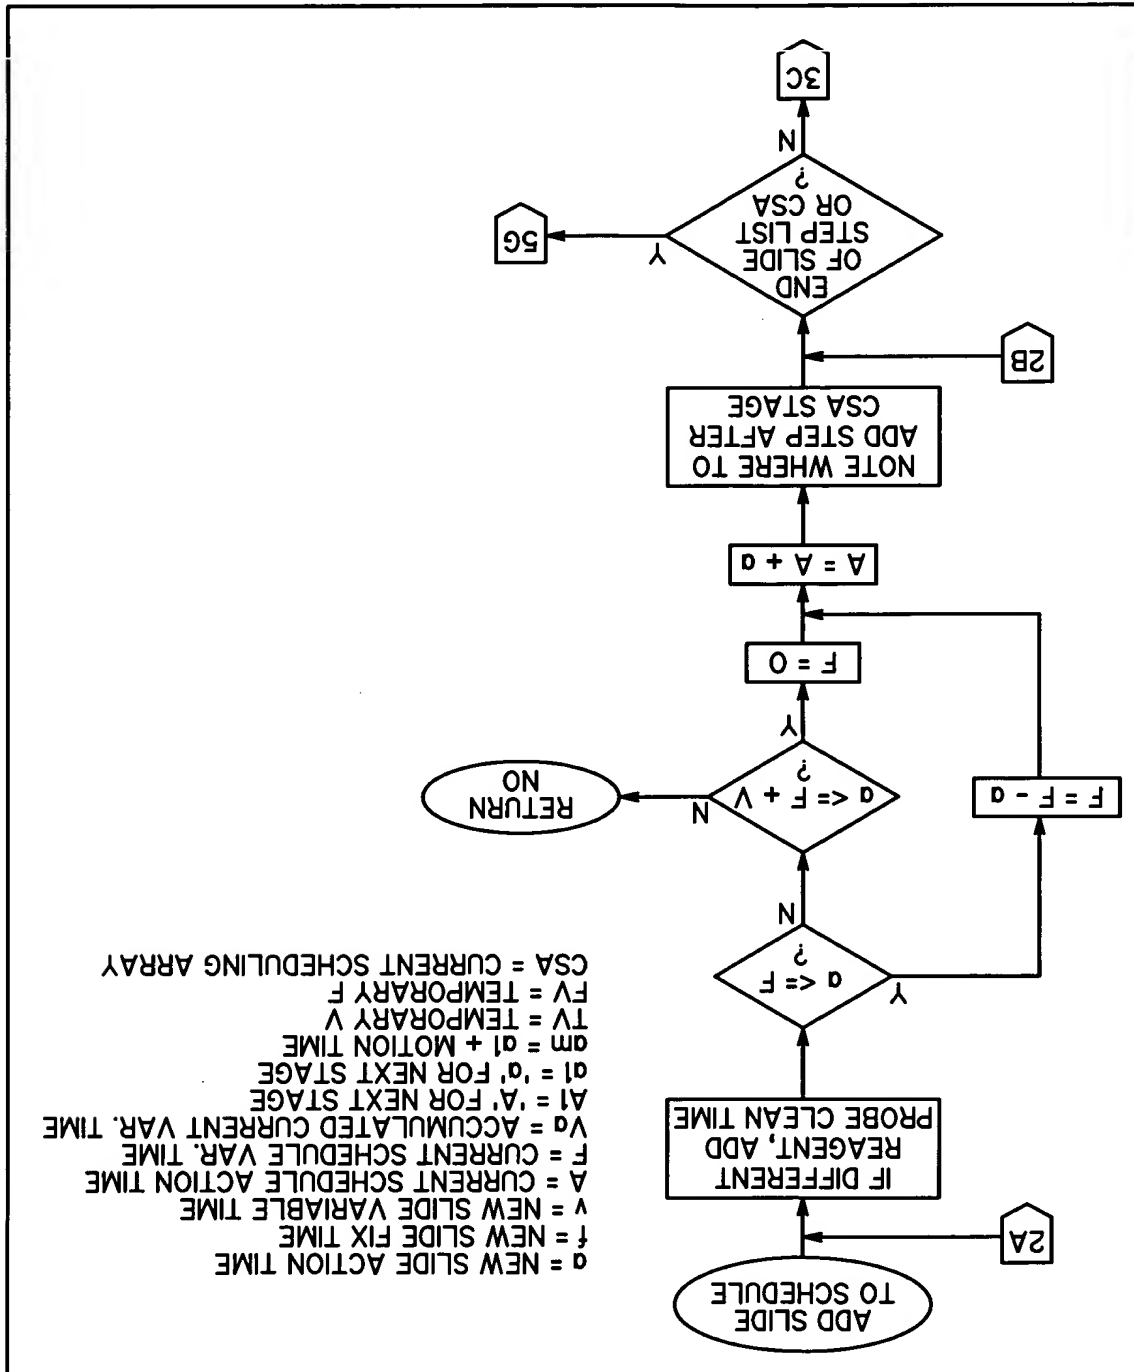 ADD SLIDE
TO SCHEDULE
2A
IF DIFFERENT
REAGENT, ADD
PROBE CLEAN TIME
a <= F
?
Y
N
F = F - a
a <= F + V
?
N
RETURN
NO
Y
F = 0
A = A + a
NOTE WHERE TO
ADD STEP AFTER
CSA STAGE
2B
END
OF SLIDE
STEP LIST
OR CSA
?
Y
5G
N
3C
a = NEW SLIDE ACTION TIME
f = NEW SLIDE FIX TIME
v = NEW SLIDE VARIABLE TIME
A = CURRENT SCHEDULE ACTION TIME
F = CURRENT SCHEDULE VAR. TIME
Va = ACCUMULATED CURRENT VAR. TIME
A1 = 'A' FOR NEXT STAGE
a1 = 'a' FOR NEXT STAGE
am = a1 + MOTION TIME
TV = TEMPORARY V
FV = TEMPORARY F
CSA = CURRENT SCHEDULING ARRAY